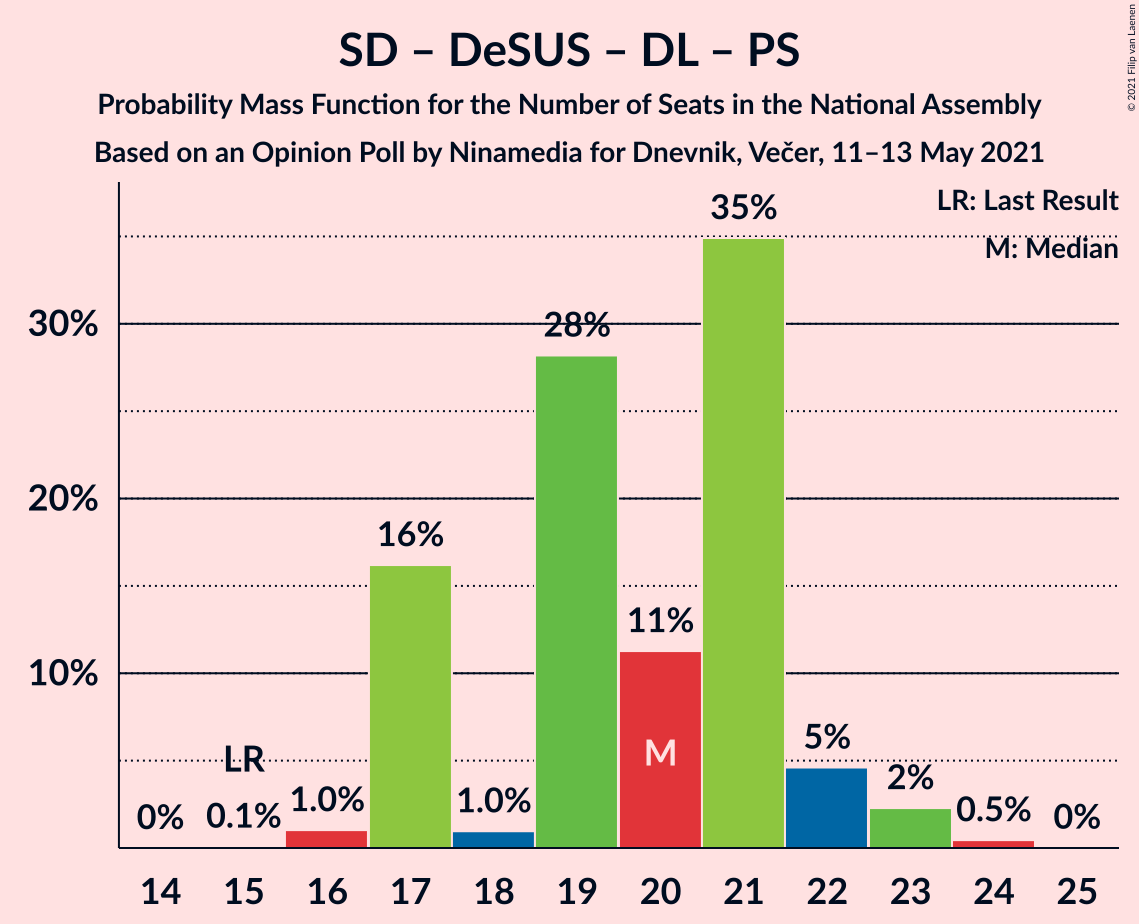 SD – DeSUS – DL – PS
Probability Mass Function for the Number of Seats in the National Assembly
Based on an Opinion Poll by Ninamedia for Dnevnik, Večer, 11–13 May 2021
© 2021 Filip van Laenen
LR: Last Result
M: Median
35%
30%
28%
20%
16%
11%
10%
M
LR
5%
2%
0%
0.1%
1.0%
1.0%
0.5%
0%
14 15 16 17 18 19 20 21 22 23 24 25